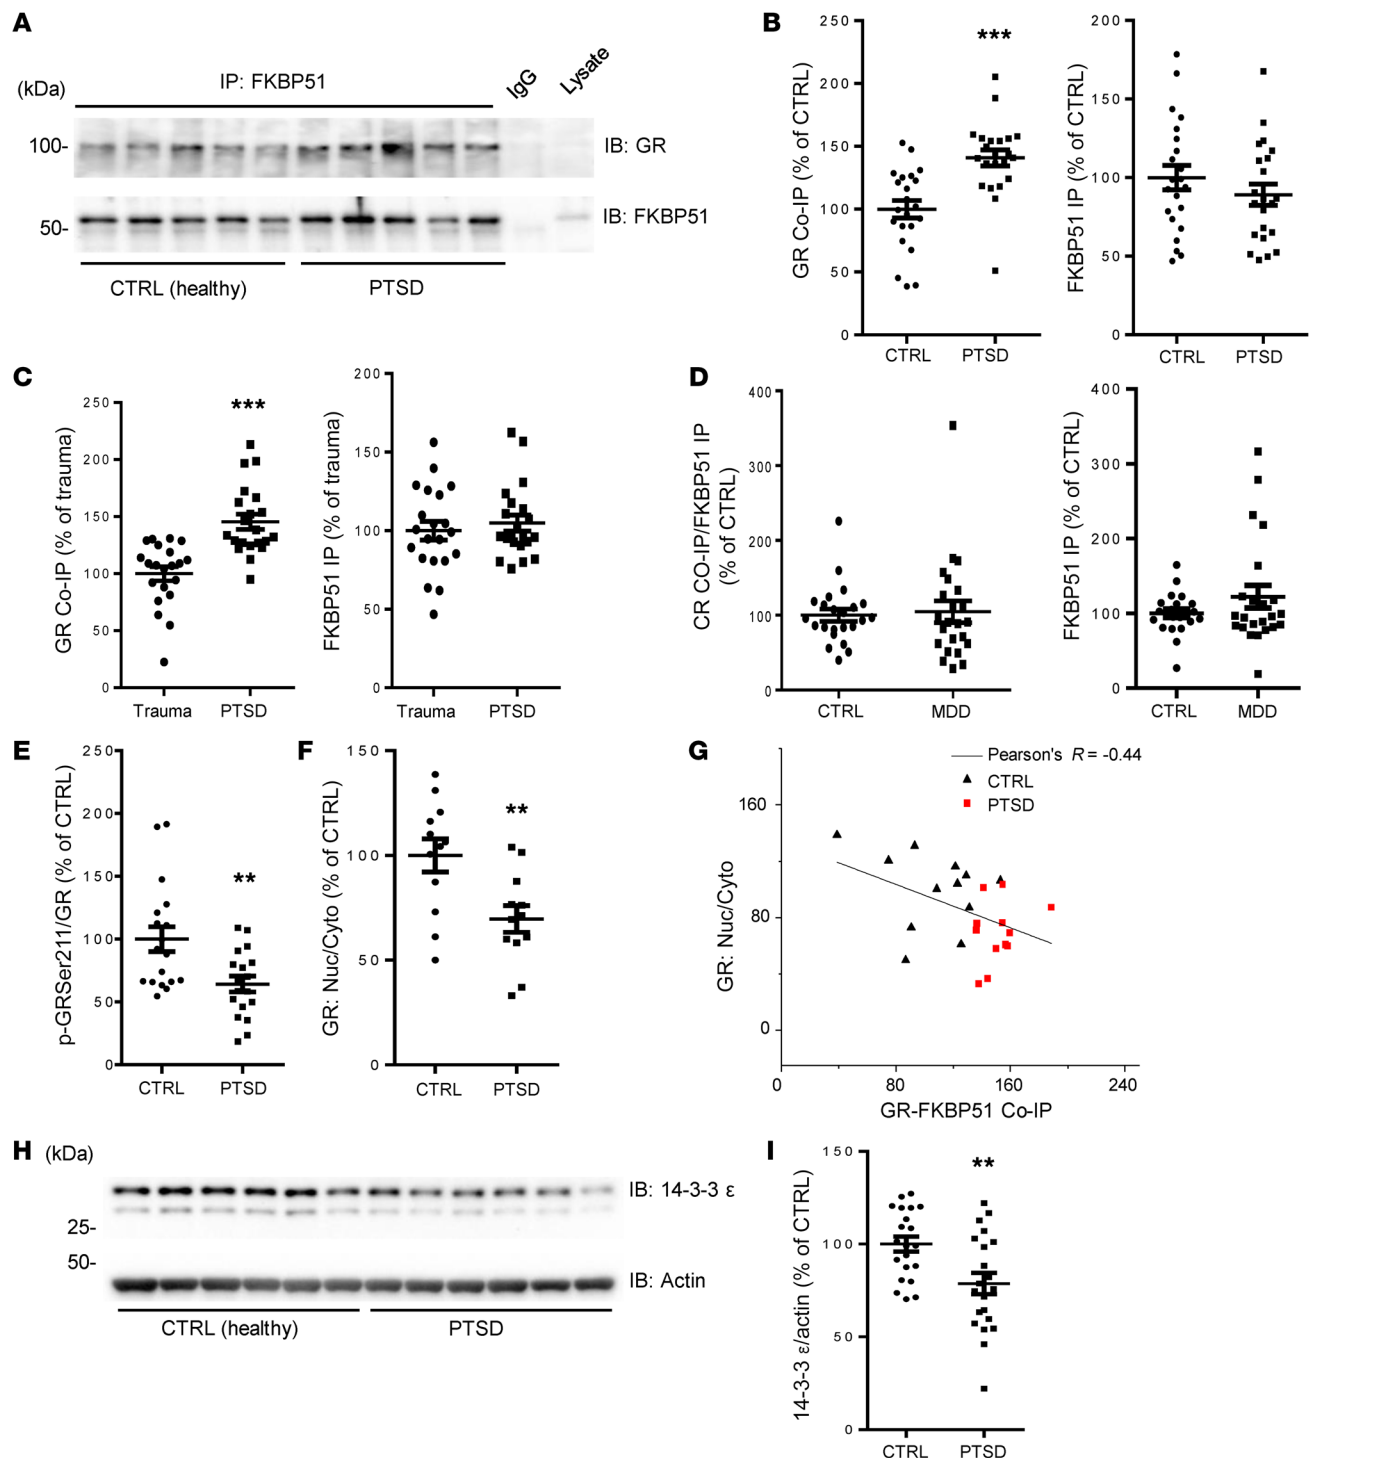 A
(kDa)
IP: FKBP51
IgG
Lysate
100-
IB: GR
50-
IB: FKBP51
CTRL (healthy)
PTSD
B
GR Co-IP (% of CTRL)
250
200
150
100
50
0
***
CTRL
PTSD
FKBP51 IP (% of CTRL)
200
150
100
50
0
CTRL
PTSD
C
GR Co-IP (% of trauma)
250
200
150
100
50
0
***
Trauma
PTSD
FKBP51 IP (% of trauma)
200
150
100
50
0
Trauma
PTSD
D
CR CO-IP/FKBP51 IP
(% of CTRL)
400
300
200
100
0
CTRL
MDD
FKBP51 IP (% of CTRL)
400
300
200
100
0
CTRL
MDD
E
p-GRSer211/GR (% of CTRL)
250
200
150
100
50
0
**
CTRL
PTSD
F
GR: Nuc/Cyto (% of CTRL)
150
100
50
0
**
CTRL
PTSD
G
Pearson's R = -0.44
CTRL
PTSD
GR: Nuc/Cyto
160
80
0
0
80
160
240
GR-FKBP51 Co-IP
H
(kDa)
IB: 14-3-3 ε
25-
50-
IB: Actin
CTRL (healthy)
PTSD
I
14-3-3 ε/actin (% of CTRL)
150
100
50
0
**
CTRL
PTSD